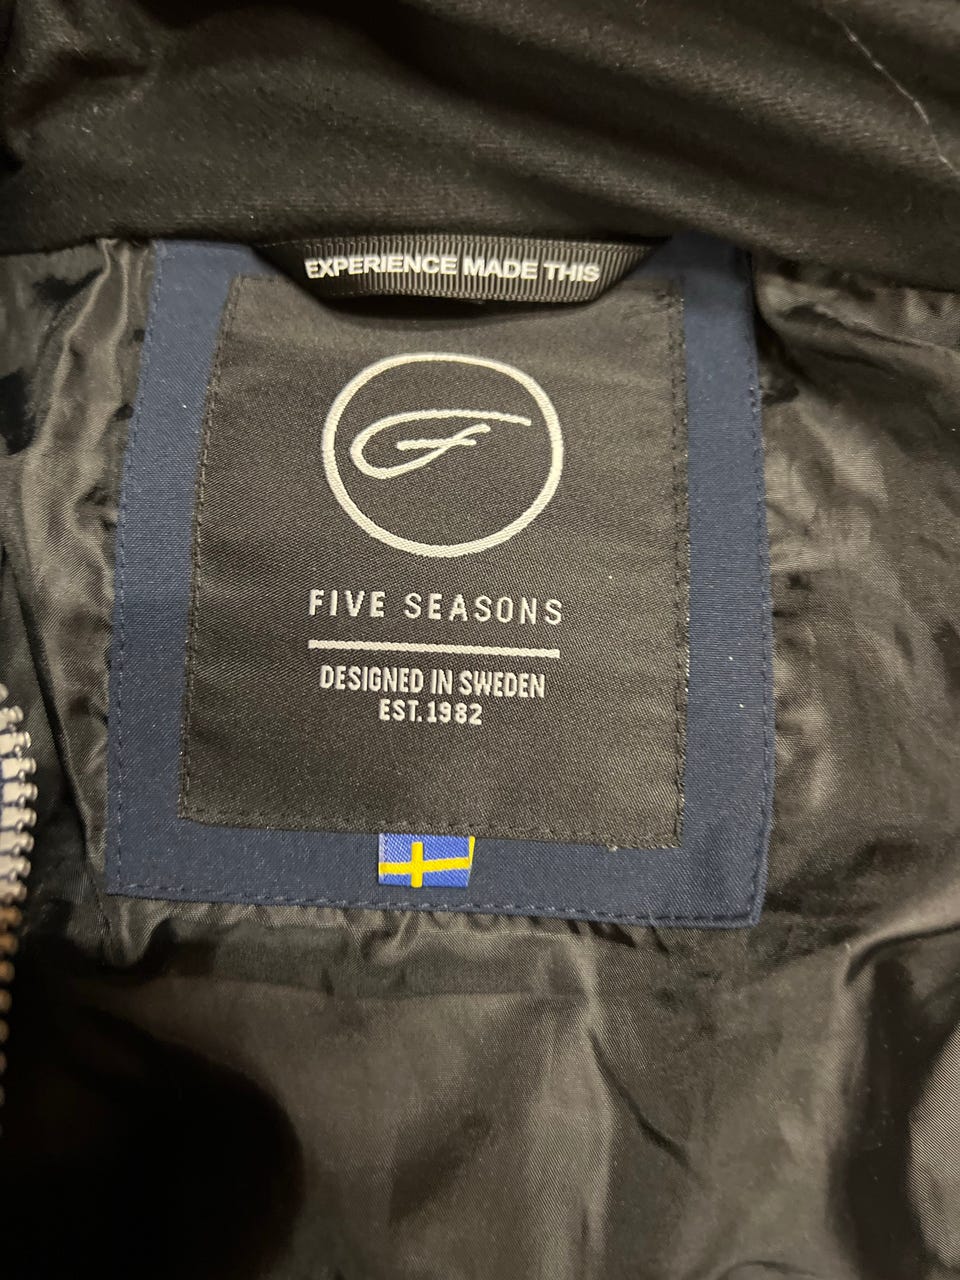 EXPERIENCE MADE THIS
F
FIVE SEASONS
DESIGNED IN SWEDEN
EST.1982